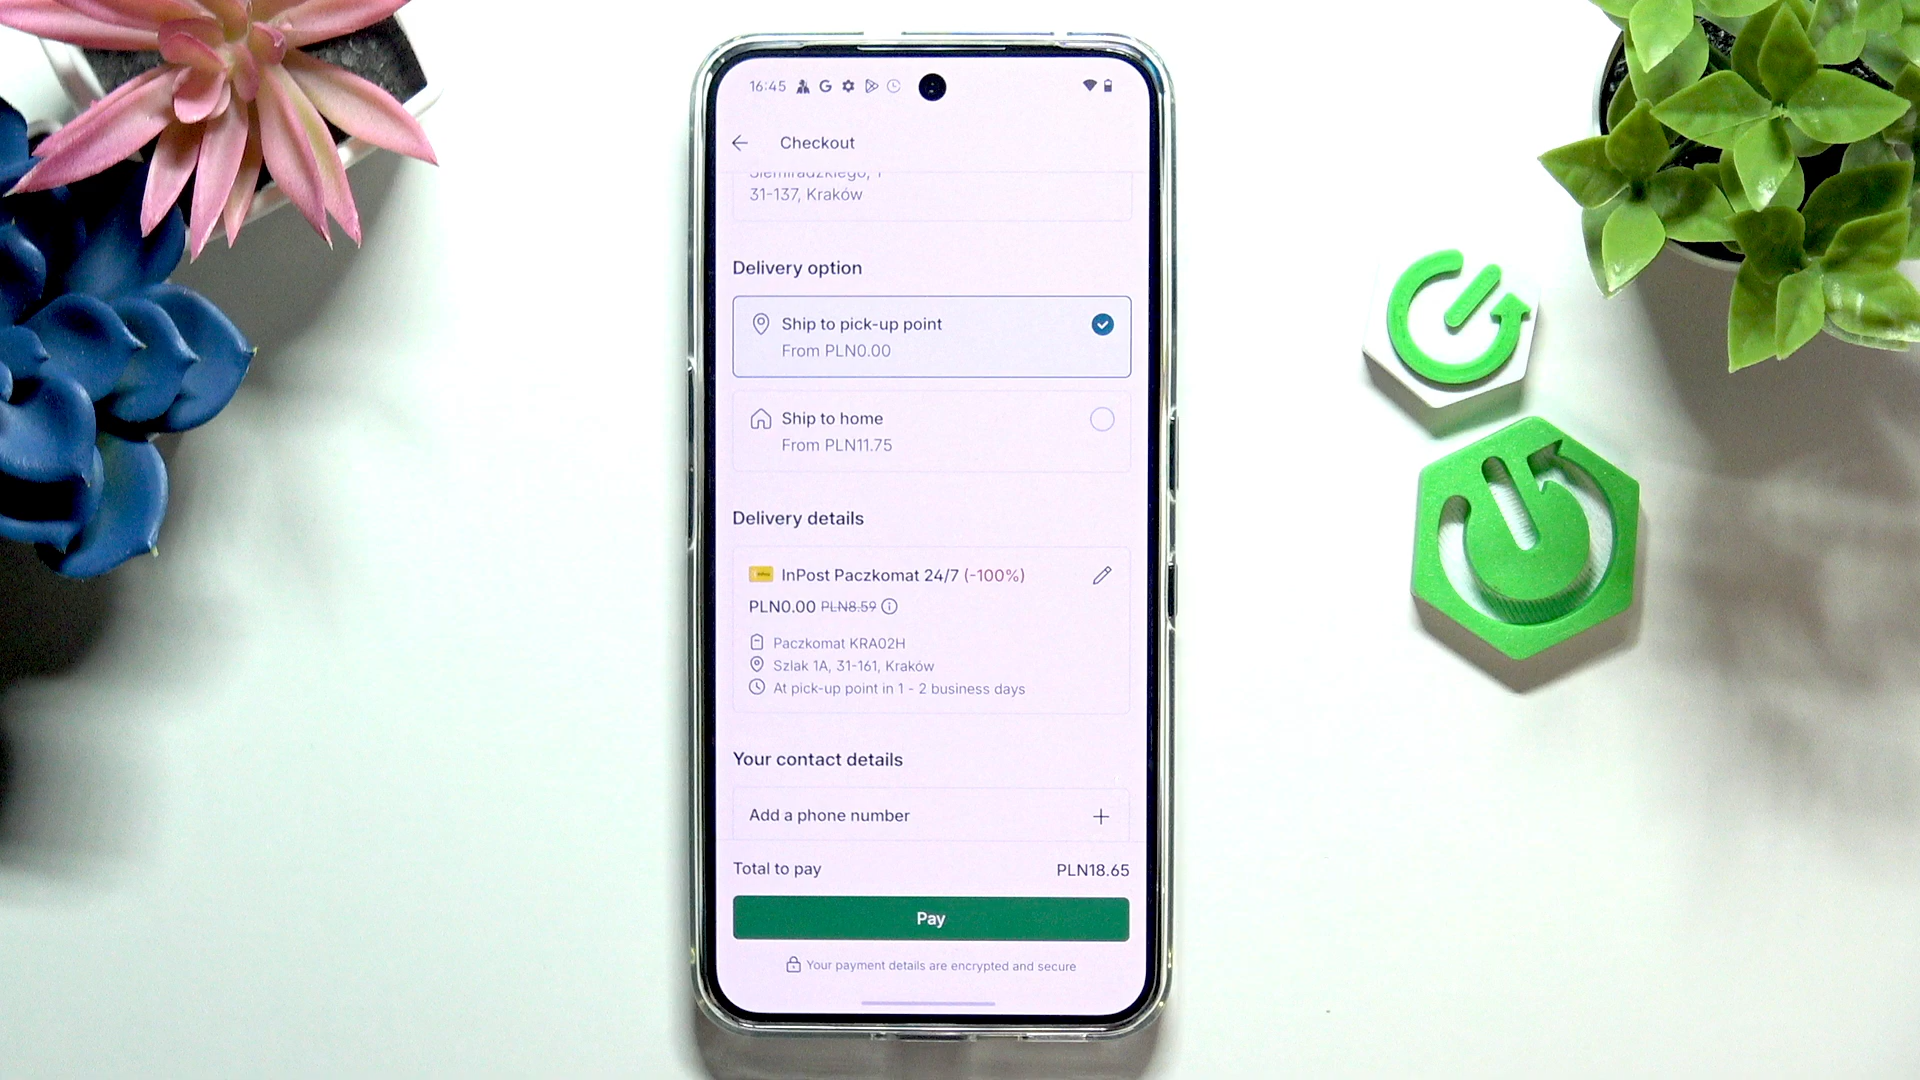 16:45
Checkout
Siemiradzkiego, 1
31-137, Kraków
Delivery option
Ship to pick-up point
From PLN0.00
Ship to home
From PLN11.75
Delivery details
InPost Paczkomat 24/7 (-100%)
PLN0.00 PLN8.59
Paczkomat KRA02H
Szlak 1A, 31-161, Kraków
At pick-up point in 1 - 2 business days
Your contact details
Add a phone number
Total to pay PLN18.65
Pay
Your payment details are encrypted and secure